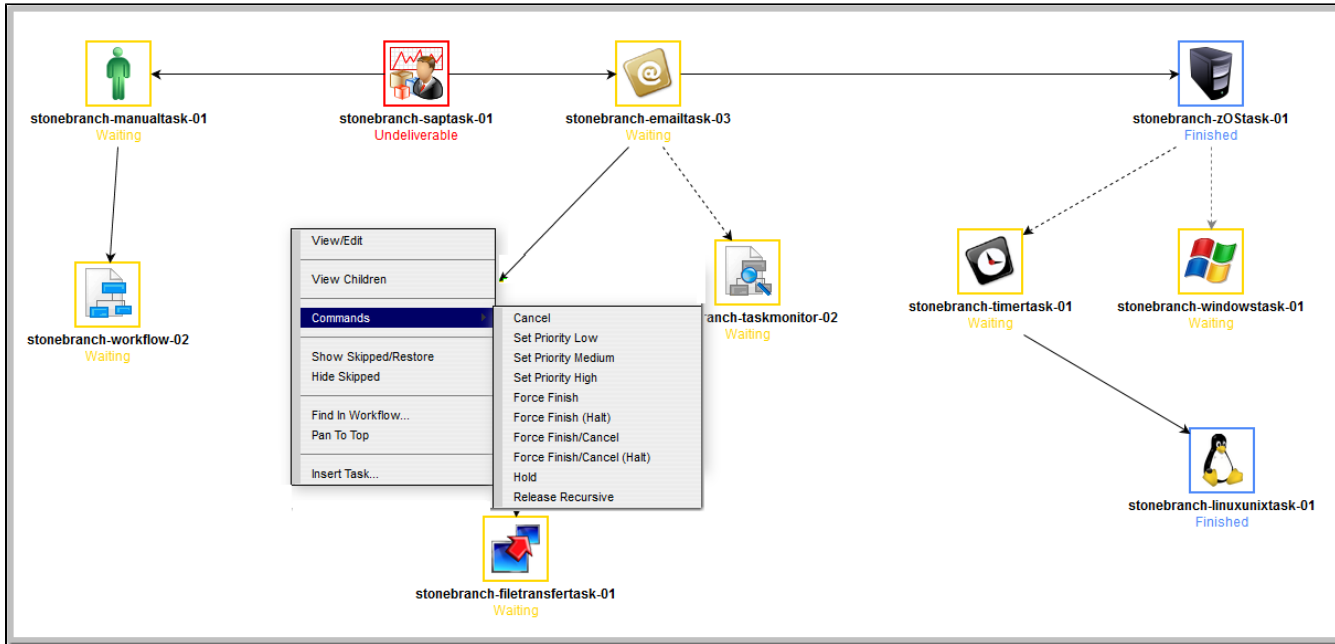 stonebranch-manualtask-01
Waiting
stonebranch-saptask-01
Undeliverable
@
stonebranch-emailtask-03
Waiting
stonebranch-zOStask-01
Finished
stonebranch-workflow-02
Waiting
View/Edit
View Children
Commands
Show Skipped/Restore
Hide Skipped
Find In Workflow...
Pan To Top
Insert Task...
Cancel
Set Priority Low
Set Priority Medium
Set Priority High
Force Finish
Force Finish (Halt)
Force Finish/Cancel
Force Finish/Cancel (Halt)
Hold
Release Recursive
ranch-taskmonitor-02
Waiting
stonebranch-timertask-01
Waiting
stonebranch-windowstask-01
Waiting
stonebranch-linuxunixtask-01
Finished
stonebranch-filetransfertask-01
Waiting